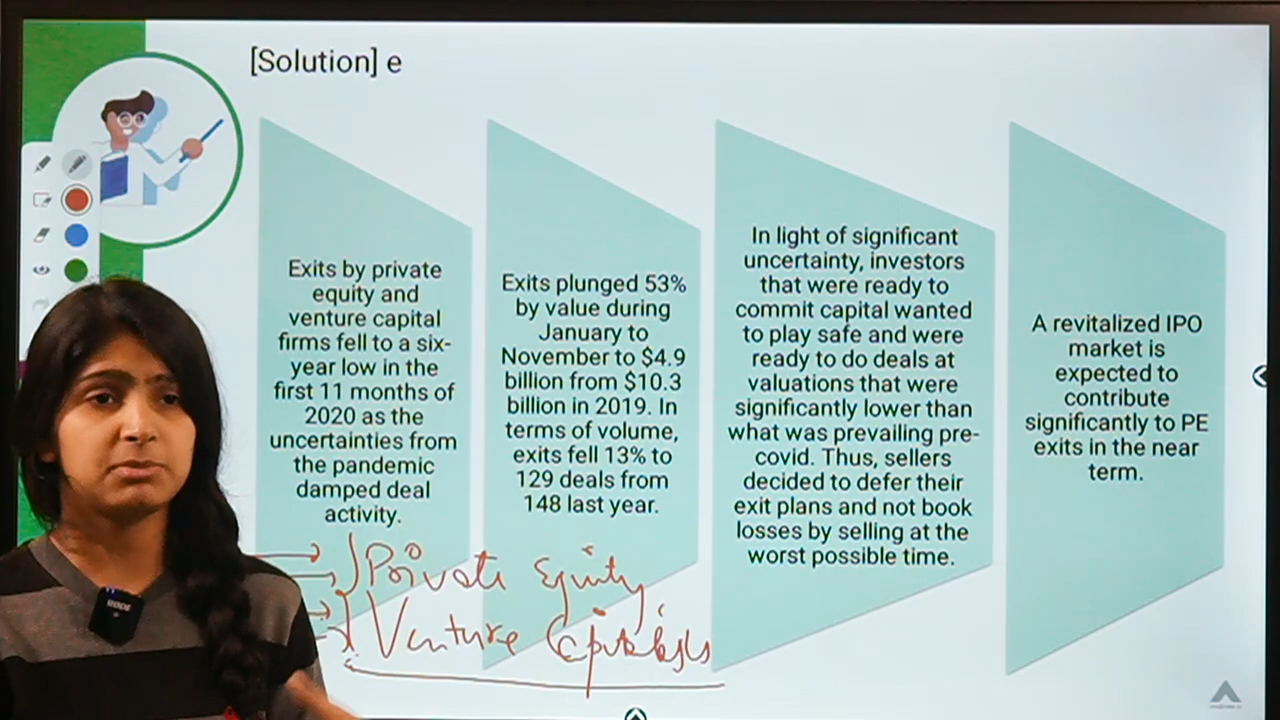 [Solution] e
Exits by private
equity and
venture capital
firms fell to a six-
year low in the
first 11 months of
2020 as the
uncertainties from
the pandemic
damped deal
activity.
Exits plunged 53%
by value during
January to
November to $4.9
billion from $10.3
billion in 2019. In
terms of volume,
exits fell 13% to
129 deals from
148 last year.
In light of significant
uncertainty, investors
that were ready to
commit capital wanted
to play safe and were
ready to do deals at
valuations that were
significantly lower than
what was prevailing pre-
covid. Thus, sellers
decided to defer their
exit plans and not book
losses by selling at the
worst possible time.
A revitalized IPO
market is
expected to
contribute
significantly to PE
exits in the near
term.
Private Equity
Venture Capitalists
RODE